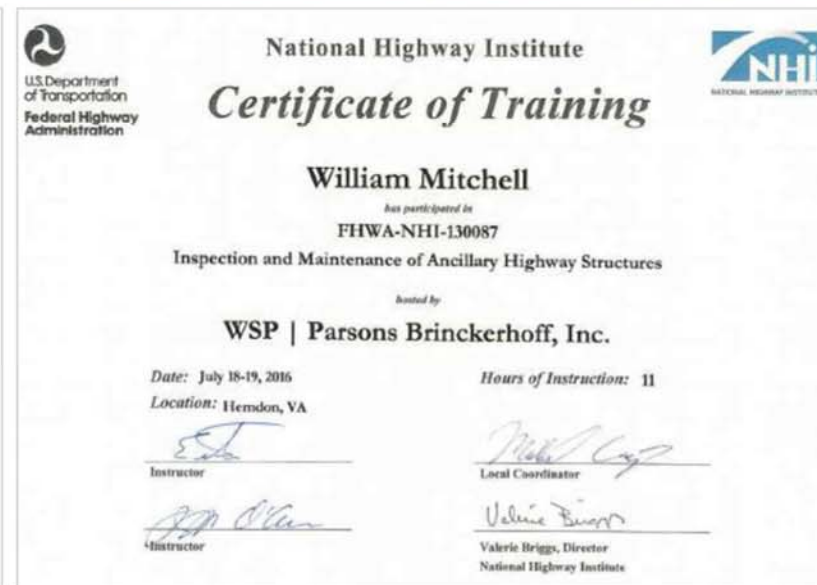 U.S. Department
of Transportation
Federal Highway
Administration
National Highway Institute
Certificate of Training
NHI
NATIONAL HIGHWAY INSTITUTE
William Mitchell
has participated in
FHWA-NHI-130087
Inspection and Maintenance of Ancillary Highway Structures
hosted by
WSP | Parsons Brinckerhoff, Inc.
Date: July 18-19, 2016
Hours of Instruction: 11
Location: Herndon, VA
Instructor
Local Coordinator
Valerie Briggs
Instructor
Valerie Briggs, Director
National Highway Institute